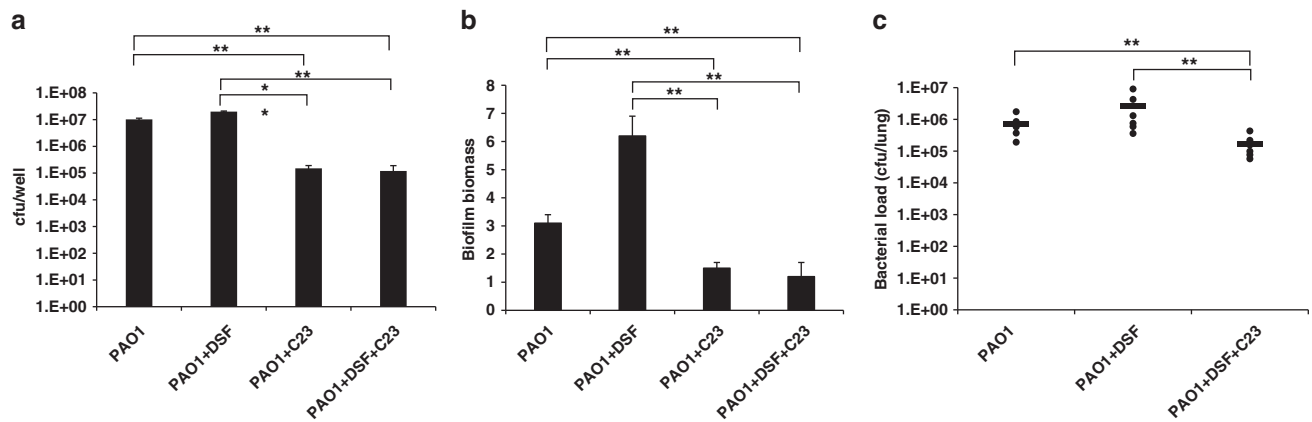 a
**
**
**
*
*
cfu/well
1.E+08
1.E+07
1.E+06
1.E+05
1.E+04
1.E+03
1.E+02
1.E+01
1.E+00
PAO1
PAO1+DSF
PAO1+C23
PAO1+DSF+C23
b
**
**
**
**
Biofilm biomass
8
7
6
5
4
3
2
1
0
PAO1
PAO1+DSF
PAO1+C23
PAO1+DSF+C23
c
**
**
Bacterial load (cfu/lung)
1.E+07
1.E+06
1.E+05
1.E+04
1.E+03
1.E+02
1.E+01
1.E+00
PAO1
PAO1+DSF
PAO1+DSF+C23